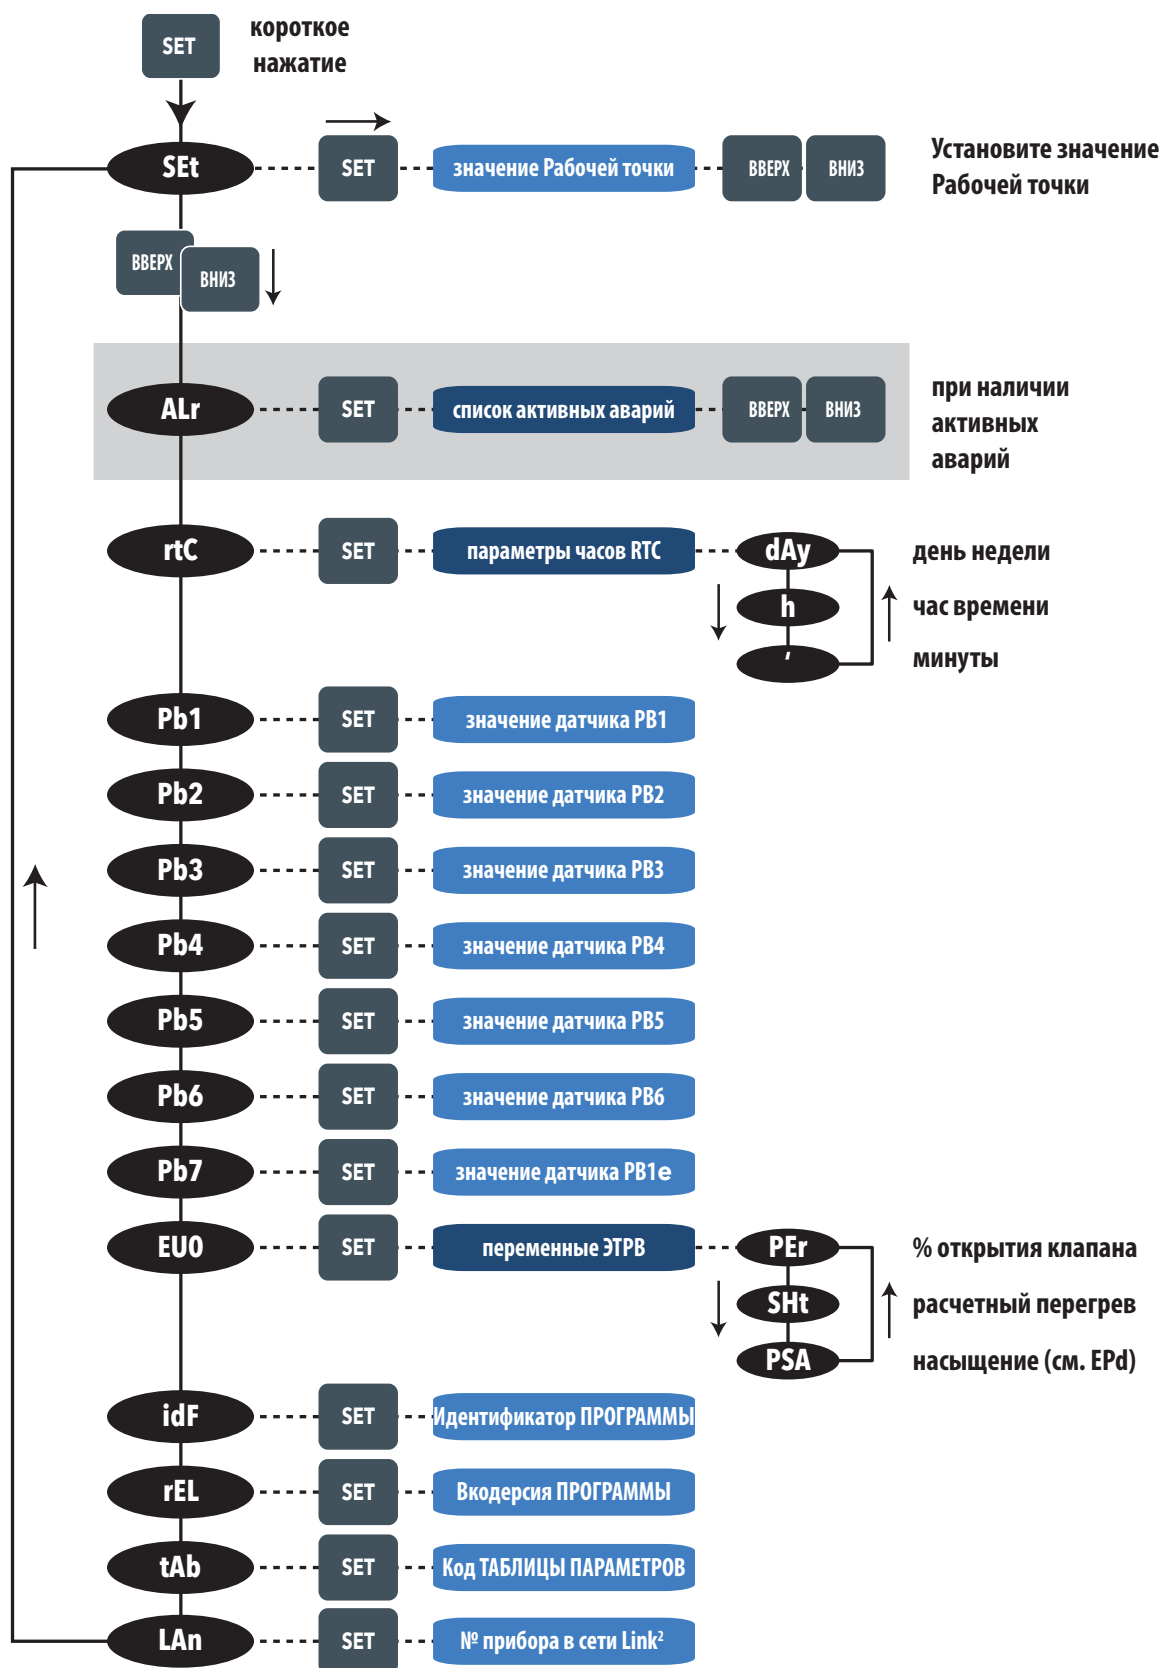 SET
короткое
нажатие
SEt
SET
значение Рабочей точки
ВВЕРХ
ВНИЗ
Установите значение
Рабочей точки
ВВЕРХ
ВНИЗ
ALr
SET
список активных аварий
ВВЕРХ
ВНИЗ
при наличии
активных
аварий
rtC
SET
параметры часов RTC
dAy
день недели
h
час времени
'
минуты
Pb1
SET
значение датчика PB1
Pb2
SET
значение датчика PB2
Pb3
SET
значение датчика PB3
Pb4
SET
значение датчика PB4
Pb5
SET
значение датчика PB5
Pb6
SET
значение датчика PB6
Pb7
SET
значение датчика PB1e
EU0
SET
переменные ЭТРВ
PEr
% открытия клапана
SHt
расчетный перегрев
PSA
насыщение (см. EPd)
idF
SET
Идентификатор ПРОГРАММЫ
rEL
SET
Вкодерсия ПРОГРАММЫ
tAb
SET
Код ТАБЛИЦЫ ПАРАМЕТРОВ
LAn
SET
№ прибора в сети Link²